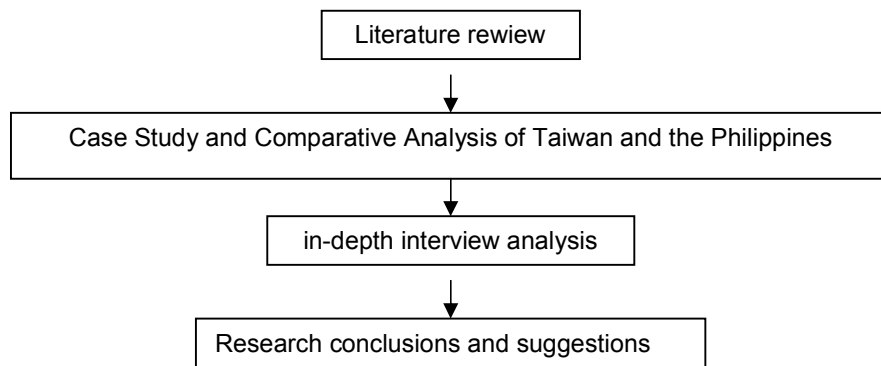 Literature rewiew
Case Study and Comparative Analysis of Taiwan and the Philippines
in-depth interview analysis
Research conclusions and suggestions